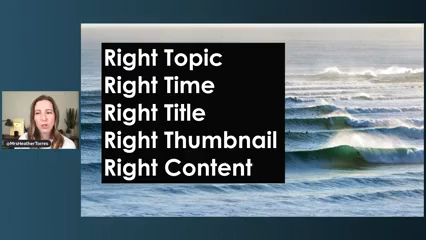 Right Topic
Right Time
Right Title
Right Thumbnail
Right Content
@MrsHeatherTorres